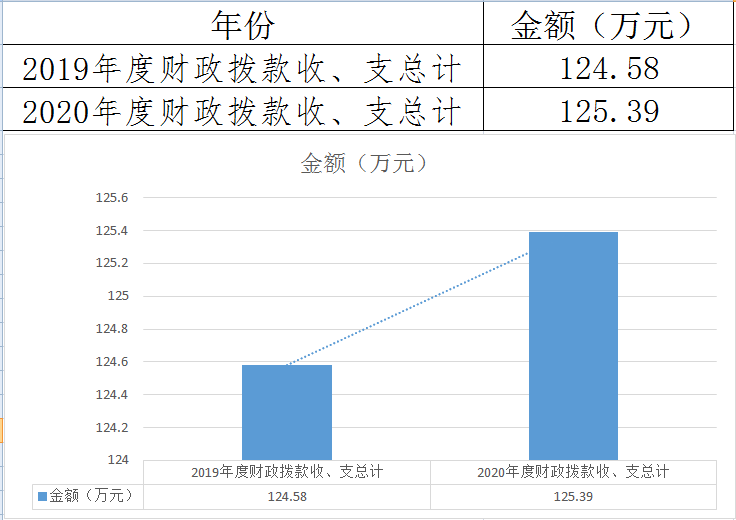 年份 金额（万元）
2019年度财政拨款收、支总计 124.58
2020年度财政拨款收、支总计 125.39
金额（万元）
125.6
125.4
125.2
125
124.8
124.6
124.4
124.2
124
2019年度财政拨款收、支总计 2020年度财政拨款收、支总计
金额（万元） 124.58 125.39